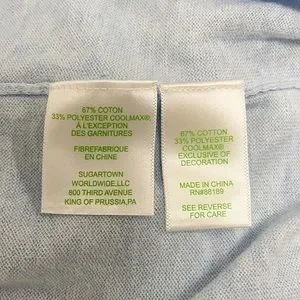 67% COTTON
33% POLYESTER COOLMAX®
À L'EXCEPTION
DES GARNITURES
FIBREFABRIQUE
EN CHINE
SUGARTOWN
WORLDWIDE,LLC
800 THIRD AVENUE
KING OF PRUSSIA,PA
67% COTTON
33% POLYESTER
COOLMAX®
EXCLUSIVE OF
DECORATION
MADE IN CHINA
RN#88189
SEE REVERSE
FOR CARE